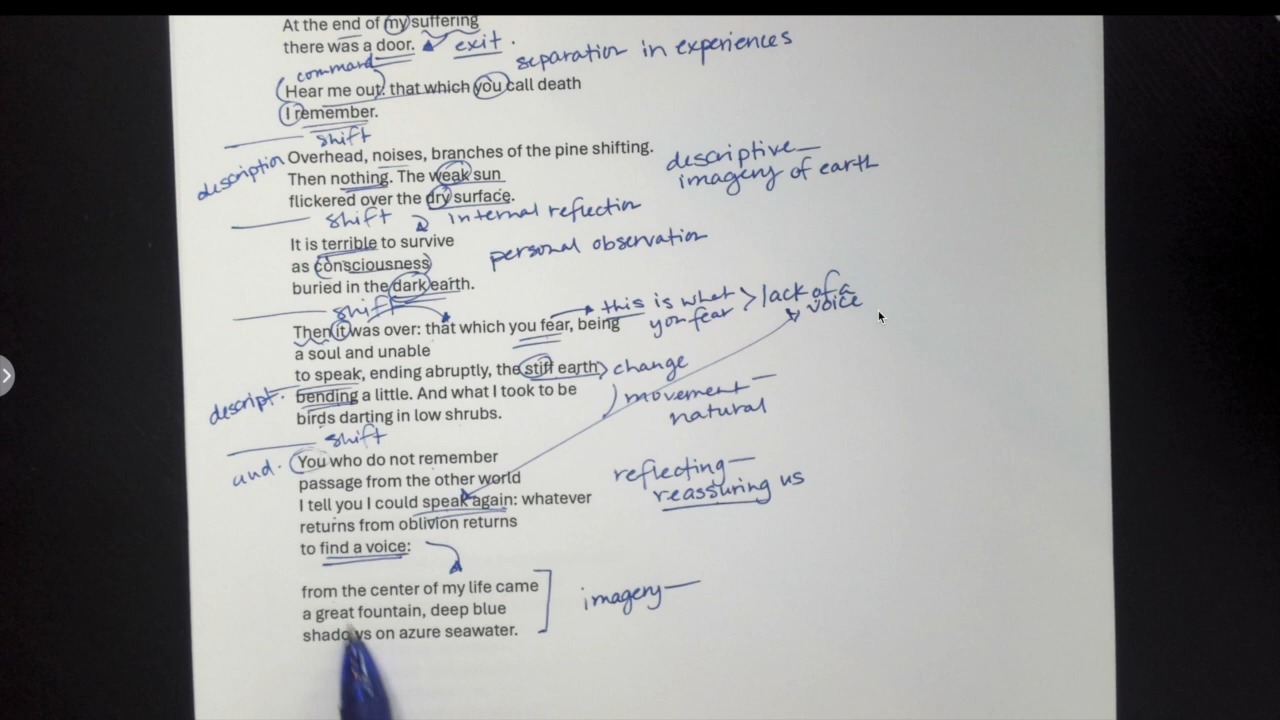 At the end of my suffering
there was a door. exit.
command separation in experiences
Hear me out: that which you call death
I remember.
shift
description Overhead, noises, branches of the pine shifting. descriptive—
Then nothing. The weak sun imagery of earth
flickered over the dry surface.
shift internal reflection
It is terrible to survive personal observation
as consciousness
buried in the dark earth.
shift this is what you fear > lack of a voice
Then it was over: that which you fear, being
a soul and unable
to speak, ending abruptly, the stiff earth change
descript. bending a little. And what I took to be movement— natural
birds darting in low shrubs.
shift
aud. You who do not remember reflecting—
passage from the other world reassuring us
I tell you I could speak again: whatever
returns from oblivion returns
to find a voice:
from the center of my life came imagery—
a great fountain, deep blue
shadows on azure seawater.